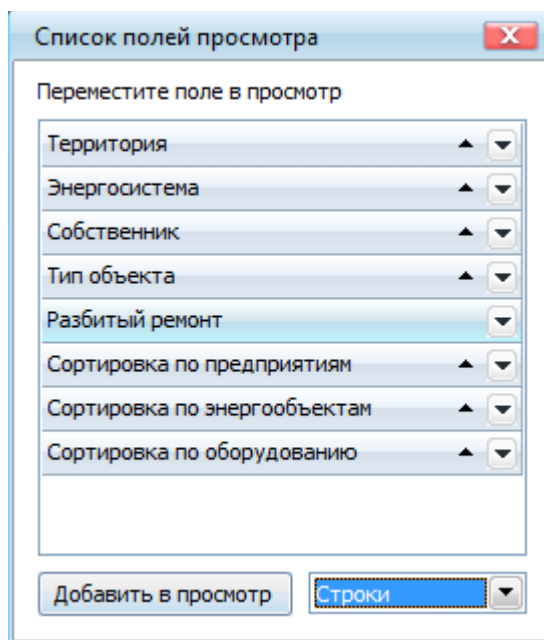 Список полей просмотра
Переместите поле в просмотр
Территория
Энергосистема
Собственник
Тип объекта
Разбитый ремонт
Сортировка по предприятиям
Сортировка по энергообъектам
Сортировка по оборудованию
Добавить в просмотр
Строки